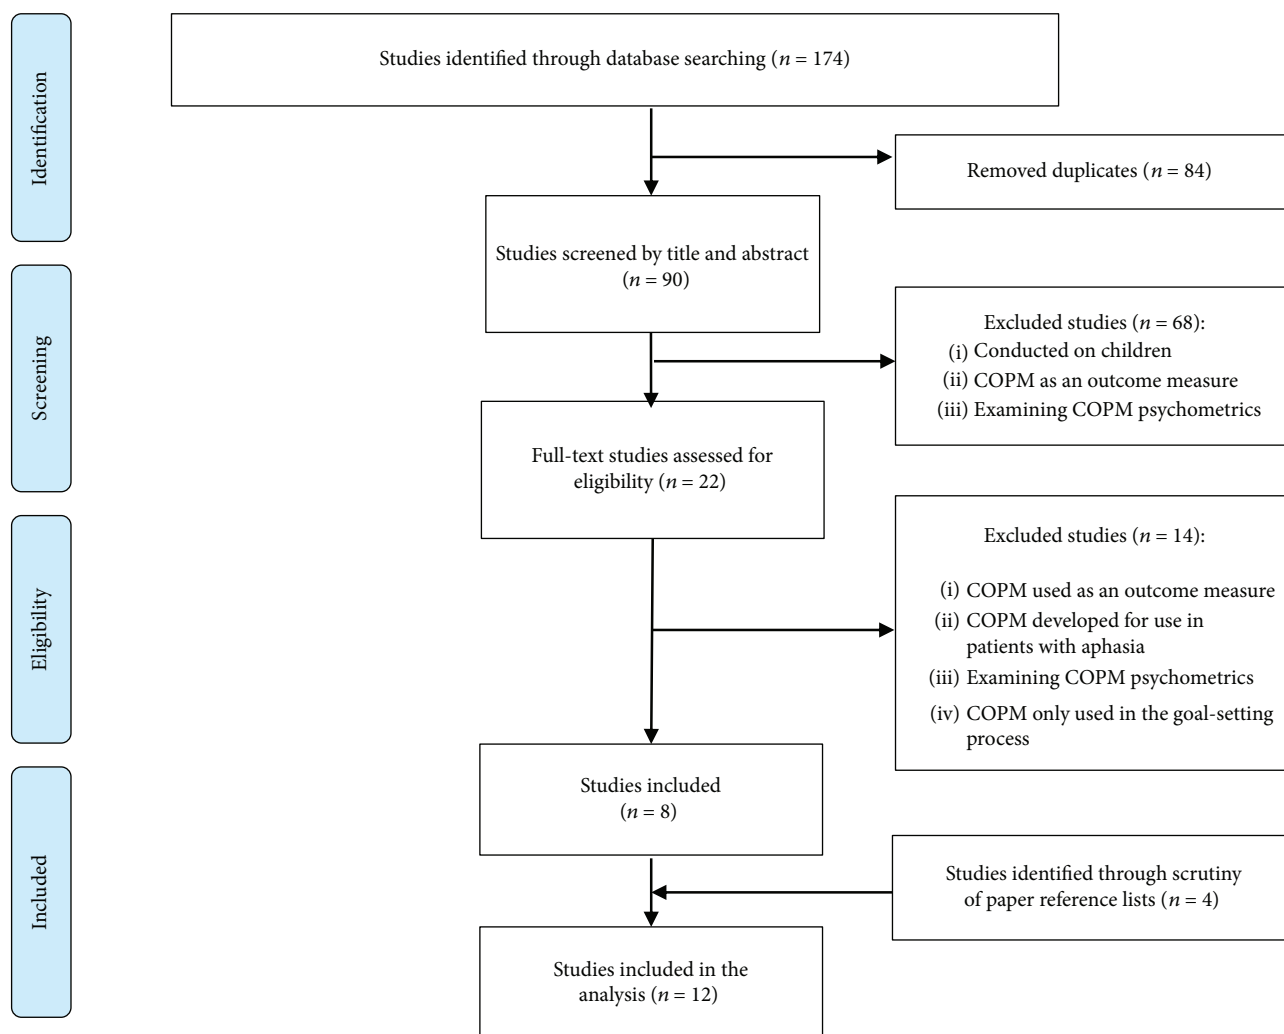 Identification
Studies identified through database searching (n = 174)
Removed duplicates (n = 84)
Studies screened by title and abstract
(n = 90)
Screening
Excluded studies (n = 68):
(i) Conducted on children
(ii) COPM as an outcome measure
(iii) Examining COPM psychometrics
Full-text studies assessed for
eligibility (n = 22)
Eligibility
Excluded studies (n = 14):
(i) COPM used as an outcome measure
(ii) COPM developed for use in
patients with aphasia
(iii) Examining COPM psychometrics
(iv) COPM only used in the goal-setting
process
Included
Studies included
(n = 8)
Studies identified through scrutiny
of paper reference lists (n = 4)
Studies included in the
analysis (n = 12)